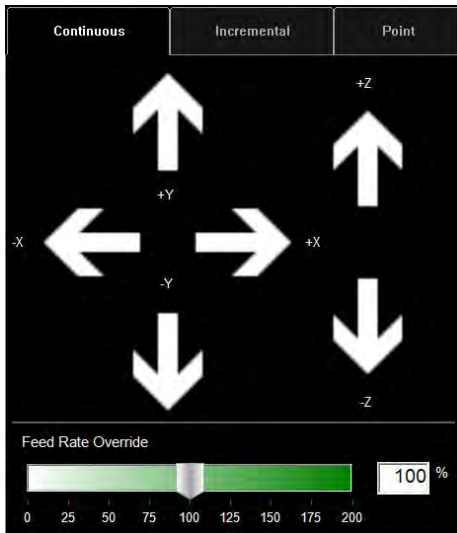 Continuous Incremental Point
+Z
+Y
-X +X
-Y
-Z
Feed Rate Override
100 %
0 25 50 75 100 125 150 175 200